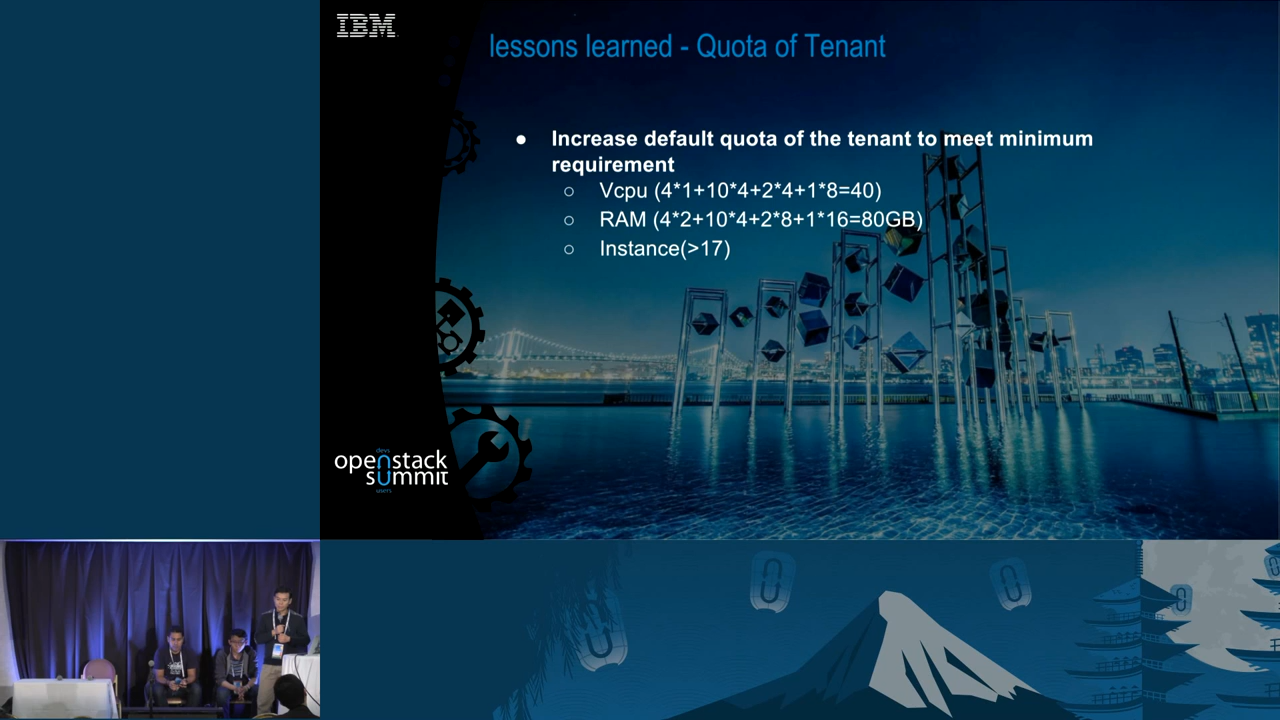 IBM
lessons learned - Quota of Tenant
● Increase default quota of the tenant to meet minimum
requirement
○ Vcpu (4*1+10*4+2*4+1*8=40)
○ RAM (4*2+10*4+2*8+1*16=80GB)
○ Instance(>17)
devs
openstack
summit
users